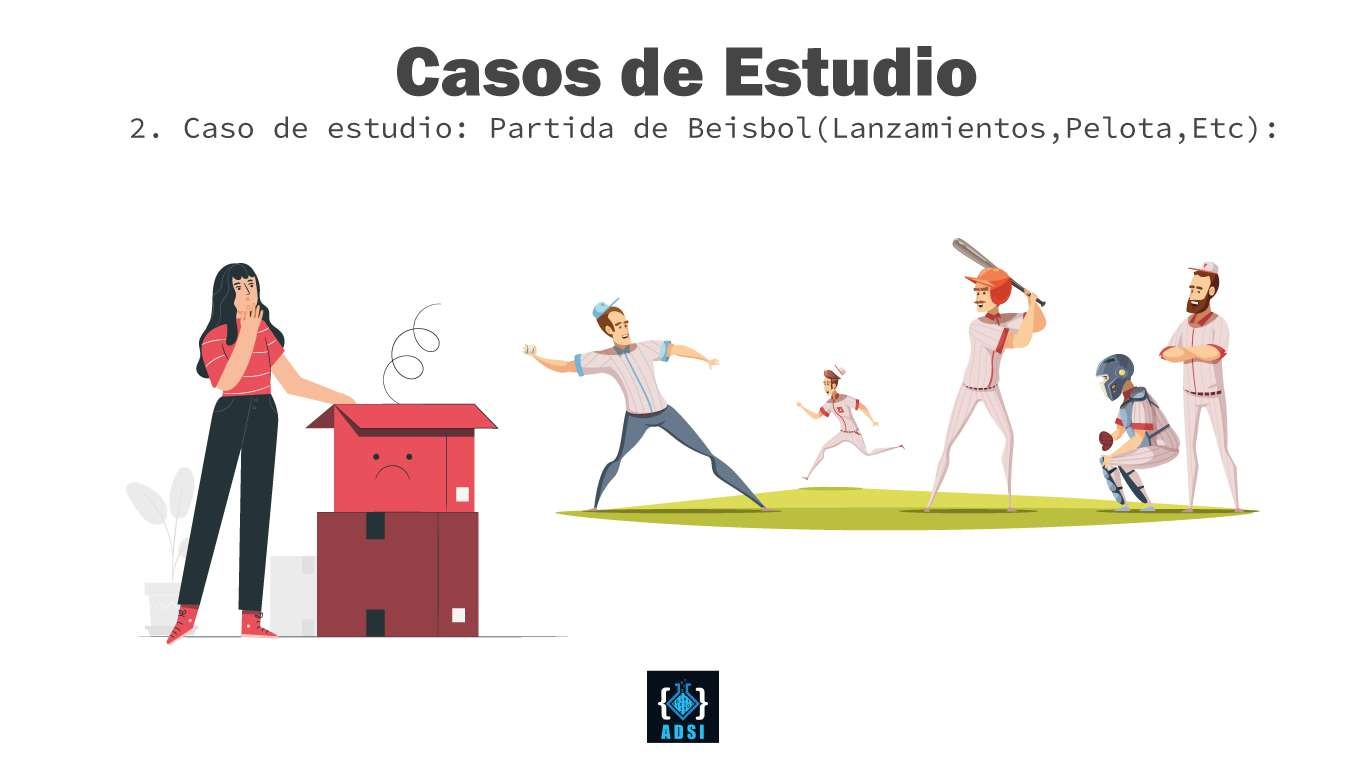 Casos de Estudio
2. Caso de estudio: Partida de Beisbol(Lanzamientos,Pelota,Etc):
{ }
ADSI